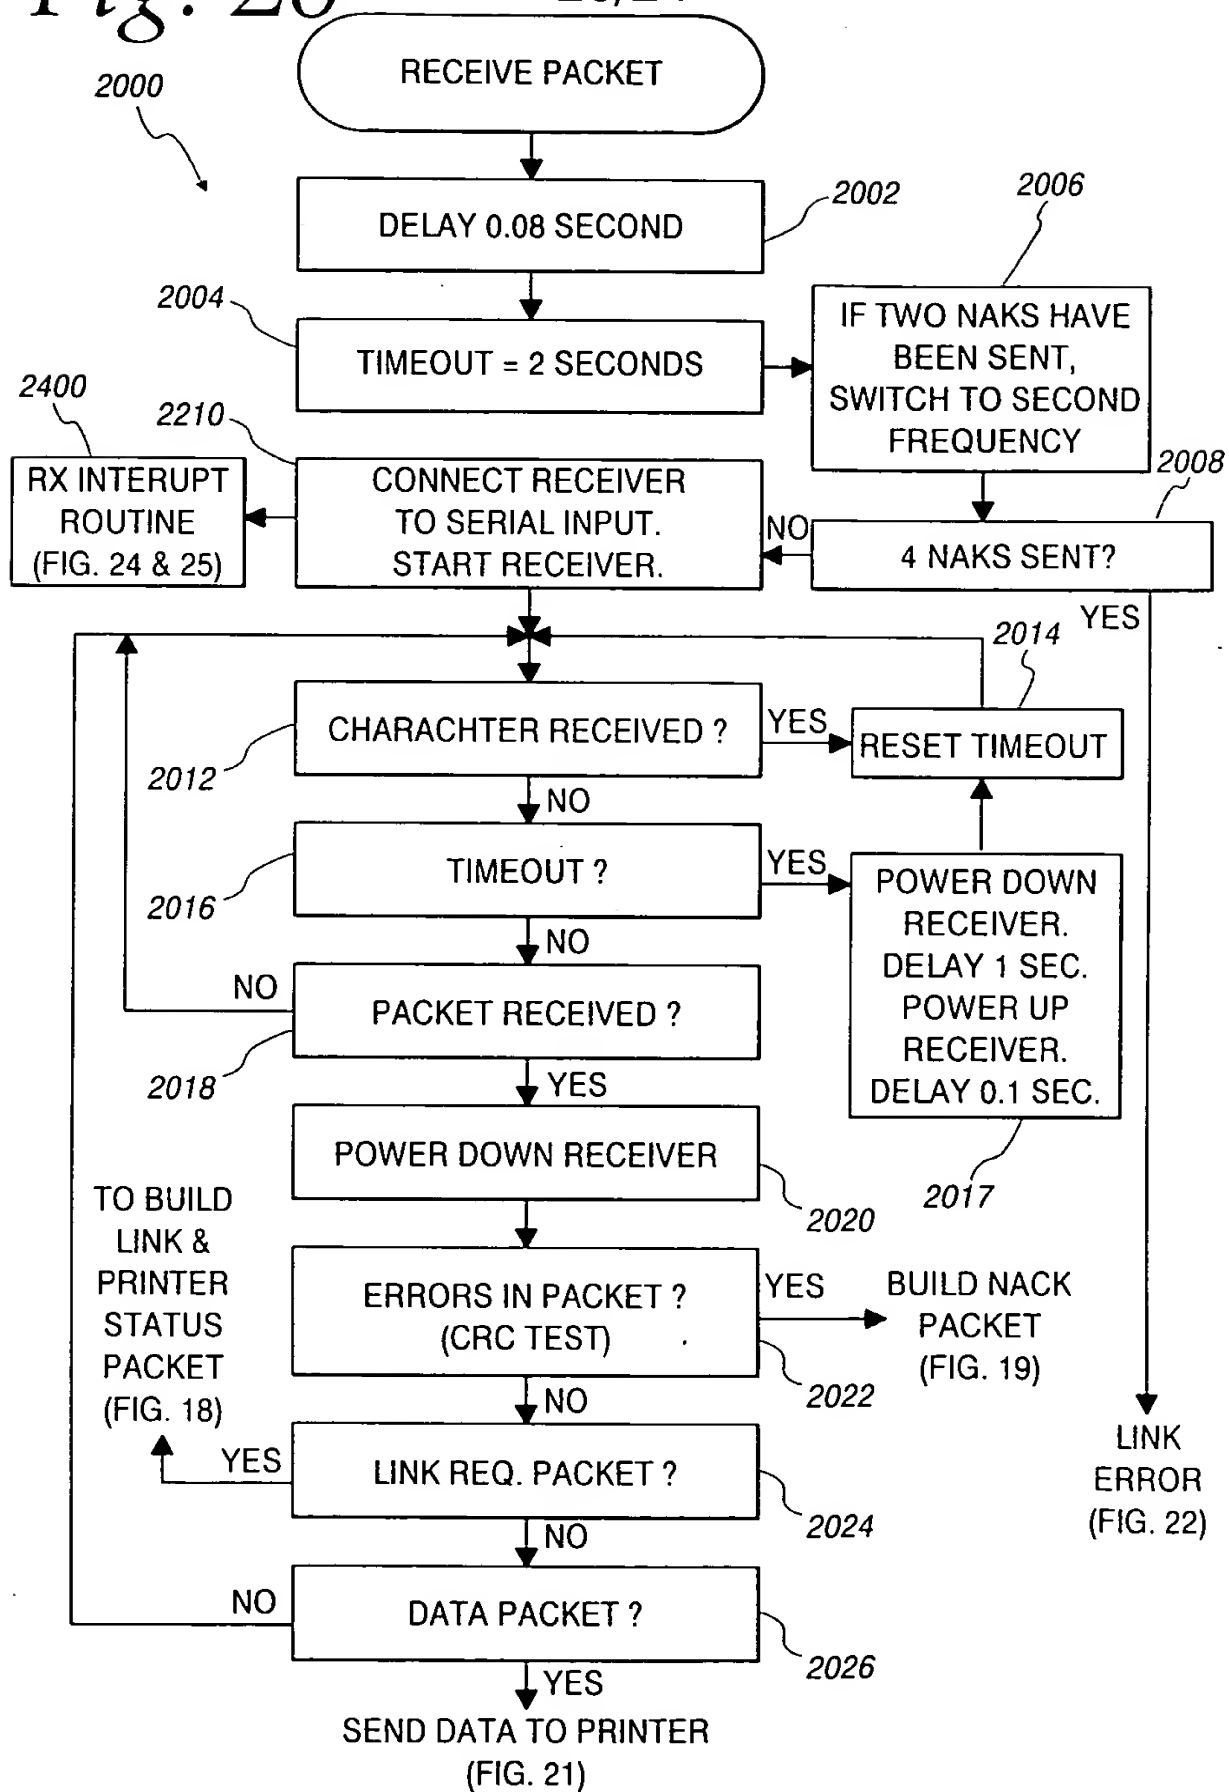 Fig. 20
RECEIVE PACKET
2000
DELAY 0.08 SECOND
2002
2006
2004
TIMEOUT = 2 SECONDS
IF TWO NAKS HAVE
BEEN SENT,
SWITCH TO SECOND
FREQUENCY
2400
2210
2008
RX INTERUPT
ROUTINE
(FIG. 24 & 25)
CONNECT RECEIVER
TO SERIAL INPUT.
START RECEIVER.
NO
4 NAKS SENT?
YES
2014
CHARACHTER RECEIVED ?
YES
RESET TIMEOUT
2012
NO
TIMEOUT ?
YES
2016
POWER DOWN
RECEIVER.
DELAY 1 SEC.
POWER UP
RECEIVER.
DELAY 0.1 SEC.
NO
NO
PACKET RECEIVED ?
2018
YES
2017
POWER DOWN RECEIVER
2020
TO BUILD
LINK &
PRINTER
STATUS
PACKET
(FIG. 18)
ERRORS IN PACKET ?
(CRC TEST)
YES
BUILD NACK
PACKET
(FIG. 19)
2022
NO
LINK
ERROR
(FIG. 22)
YES
LINK REQ. PACKET ?
2024
NO
NO
DATA PACKET ?
2026
YES
SEND DATA TO PRINTER
(FIG. 21)